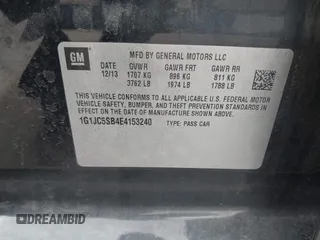 GM
MFD BY GENERAL MOTORS LLC
12/13
GVWR GAWR FRT GAWR RR
1707 KG 896 KG 811 KG
3762 LB 1974 LB 1788 LB
THIS VEHICLE CONFORMS TO ALL APPLICABLE U.S. FEDERAL MOTOR VEHICLE
SAFETY, BUMPER, AND THEFT PREVENTION STANDARDS IN EFFECT
ON THE DATE OF MANUFACTURE SHOWN ABOVE.
1G1JC5SB4E4153240
TYPE: PASS CAR
DREAMBID